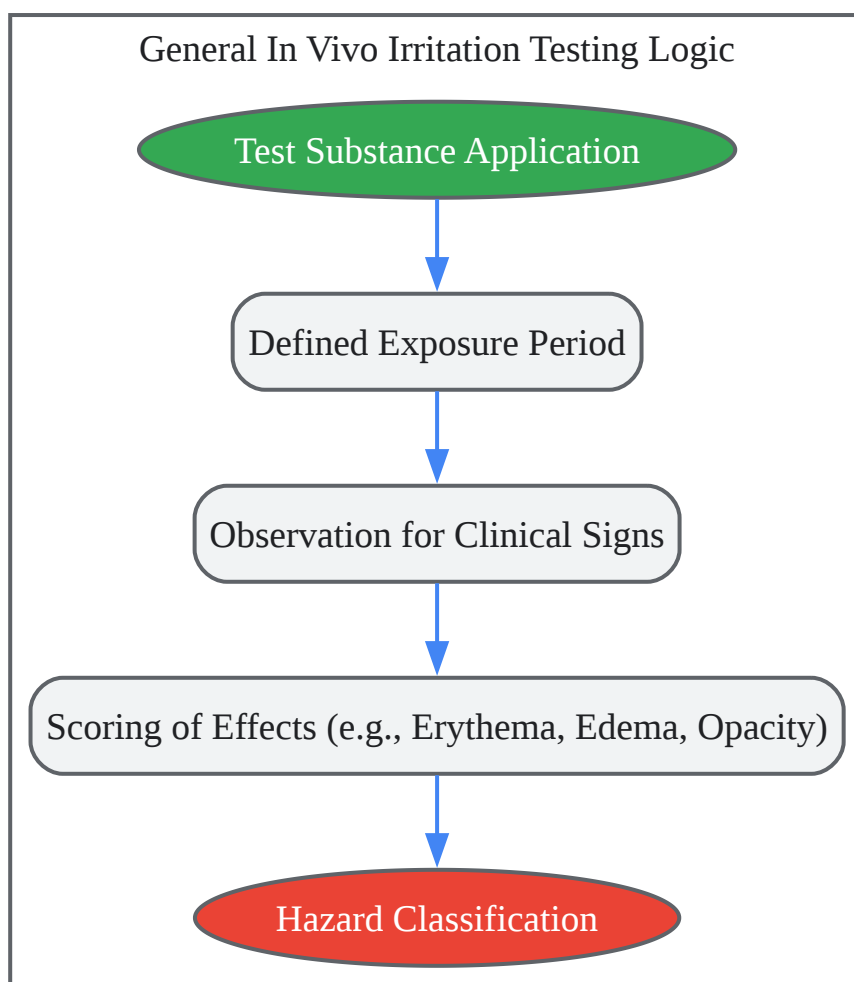 General In Vivo Irritation Testing Logic
Test Substance Application
Defined Exposure Period
Observation for Clinical Signs
Scoring of Effects (e.g., Erythema, Edema, Opacity)
Hazard Classification